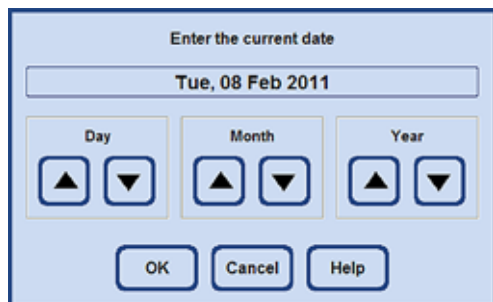 Enter the current date
Tue, 08 Feb 2011
Day Month Year
OK Cancel Help